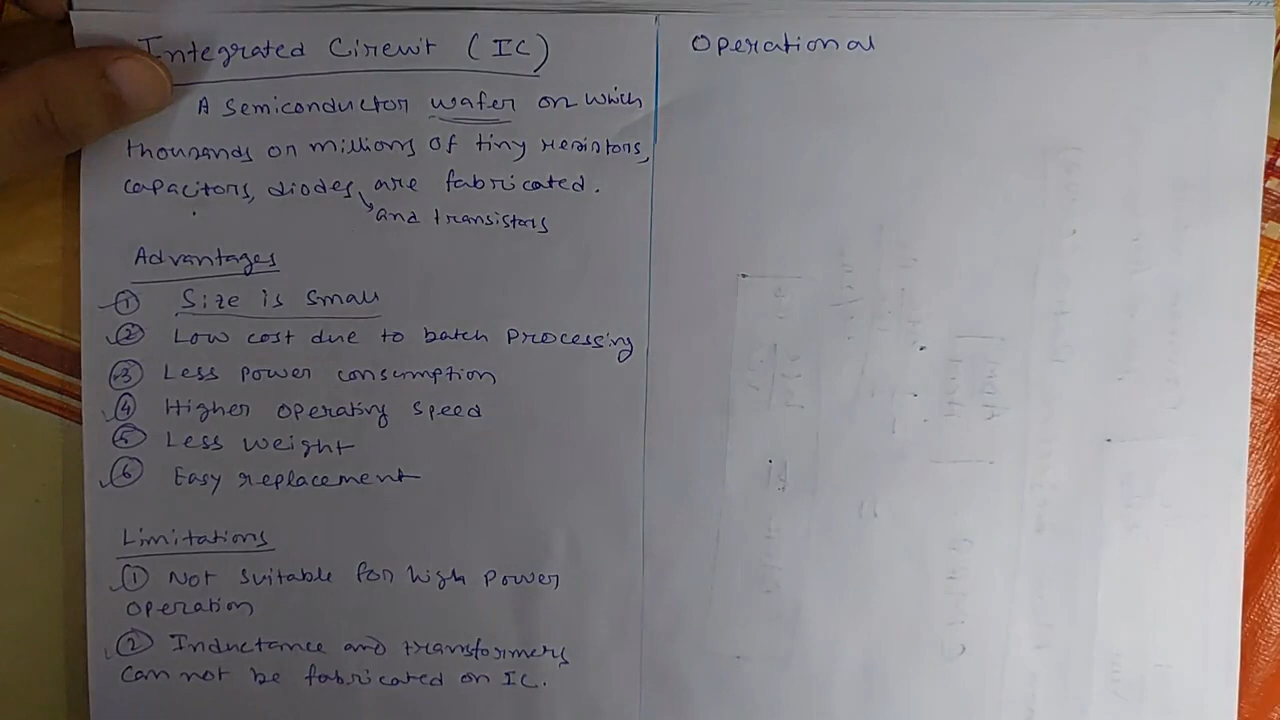 Integrated Circuit (IC)
A semiconductor wafer on which
thousands or millions of tiny resistors,
capacitors, diodes, are fabricated.
and transistors
Advantages
① Size is small
② Low cost due to batch processing
③ Less power consumption
④ Higher operating speed
⑤ Less weight
⑥ Easy replacement
Limitations
① Not suitable for high power
operation
② Inductance and transformers
can not be fabricated on IC.
Operational